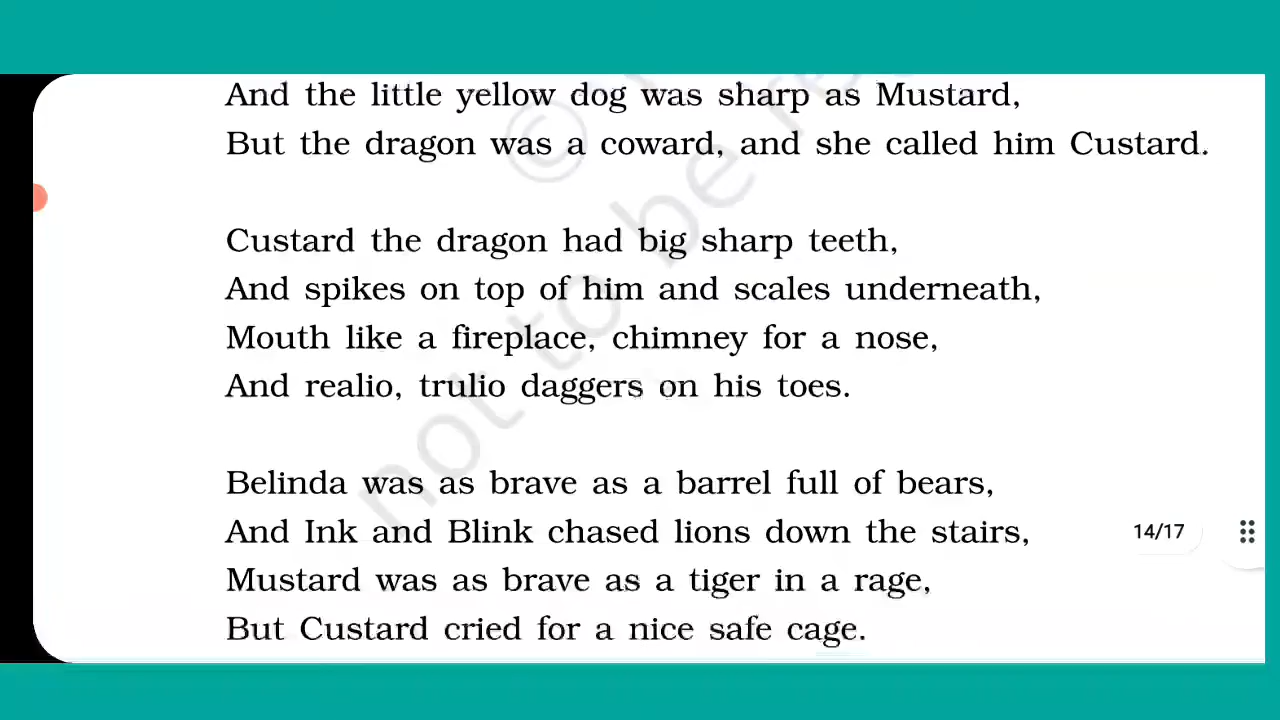 And the little yellow dog was sharp as Mustard,
But the dragon was a coward, and she called him Custard.
Custard the dragon had big sharp teeth,
And spikes on top of him and scales underneath,
Mouth like a fireplace, chimney for a nose,
And realio, trulio daggers on his toes.
Belinda was as brave as a barrel full of bears,
And Ink and Blink chased lions down the stairs,
14/17
Mustard was as brave as a tiger in a rage,
But Custard cried for a nice safe cage.
not to be